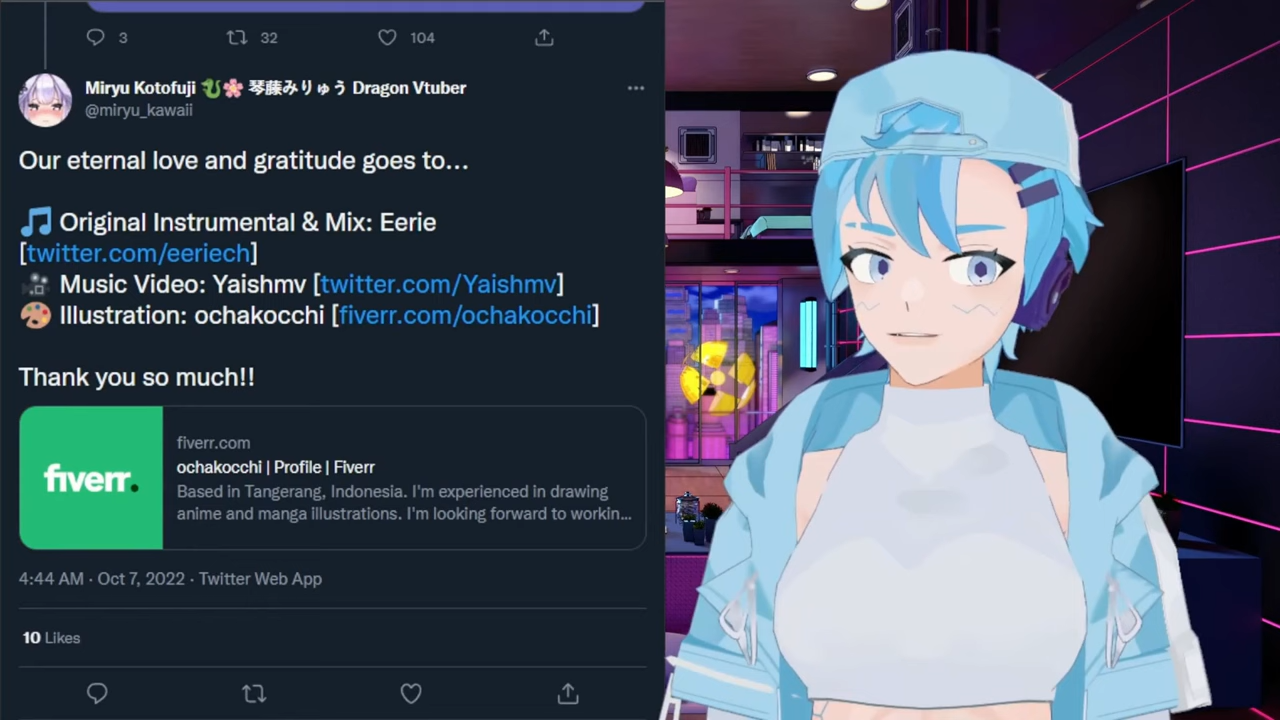 3 32 104
Miryu Kotofuji 🐉🌸 琴藤みりゅう Dragon Vtuber
@miryu_kawaii
Our eternal love and gratitude goes to…
🎵 Original Instrumental & Mix: Eerie
[twitter.com/eeriech]
🎥 Music Video: Yaishmv [twitter.com/Yaishmv]
🎨 Illustration: ochakocchi [fiverr.com/ochakocchi]
Thank you so much!!
fiverr.
fiverr.com
ochakocchi | Profile | Fiverr
Based in Tangerang, Indonesia. I'm experienced in drawing
anime and manga illustrations. I'm looking forward to workin...
4:44 AM · Oct 7, 2022 · Twitter Web App
10 Likes